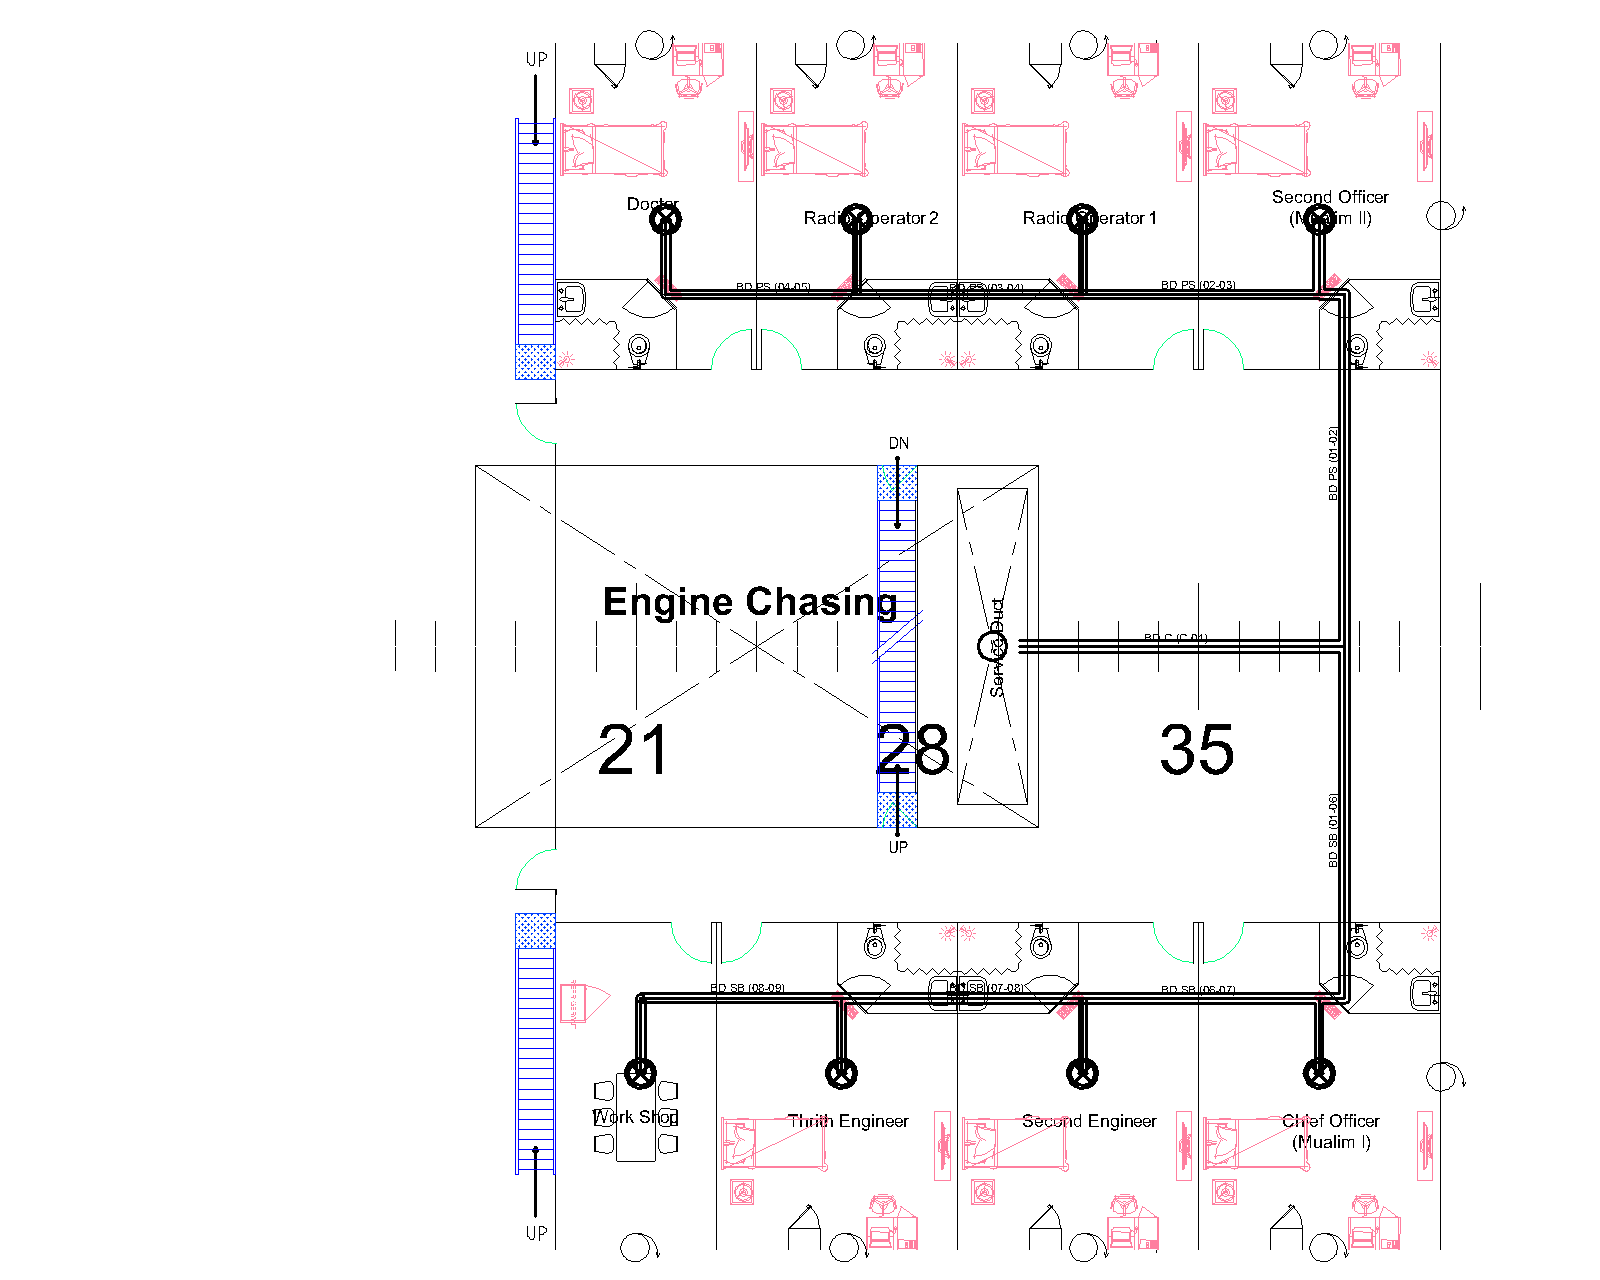 UP
Doctor
Radio Operator 2
Radio Operator 1
Second Officer
(Mualim II)
BD PS (04-05)
BD PS (03-04)
BD PS (02-03)
BD PS (01-02)
DN
Engine Chasing
Service Duct
BD C (C-01)
21
28
35
UP
BD SB (01-06)
BD SB (08-09)
BD SB (07-08)
BD SB (06-07)
Work Shop
Thrith Engineer
Second Engineer
Chief Officer
(Mualim I)
UP